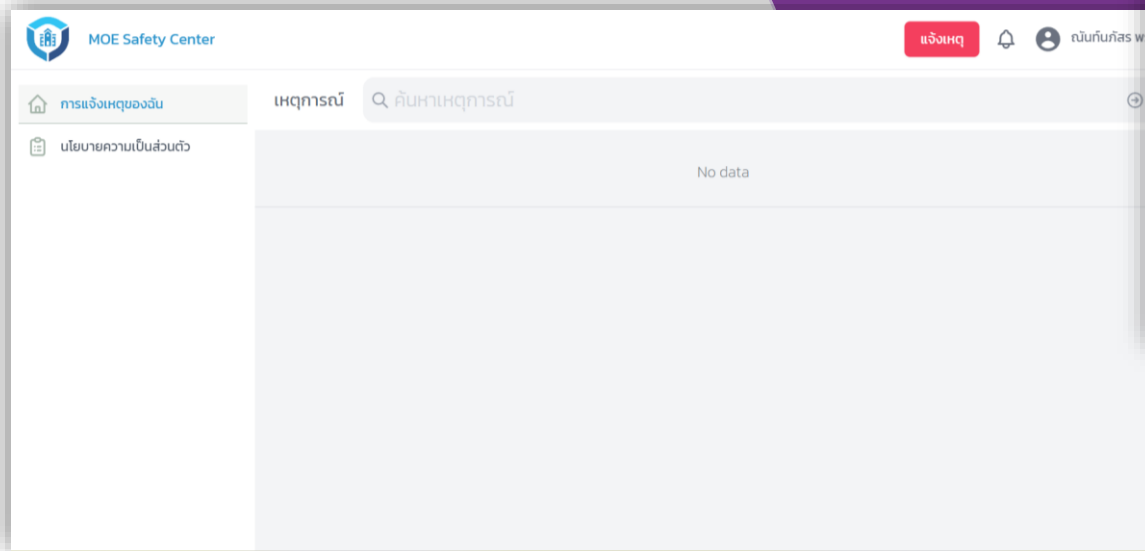 MOE Safety Center
แจ้งเหตุ
ณันท์นภัสร
การแจ้งเหตุของฉัน
เหตุการณ์
ค้นหาเหตุการณ์
นโยบายความเป็นส่วนตัว
No data